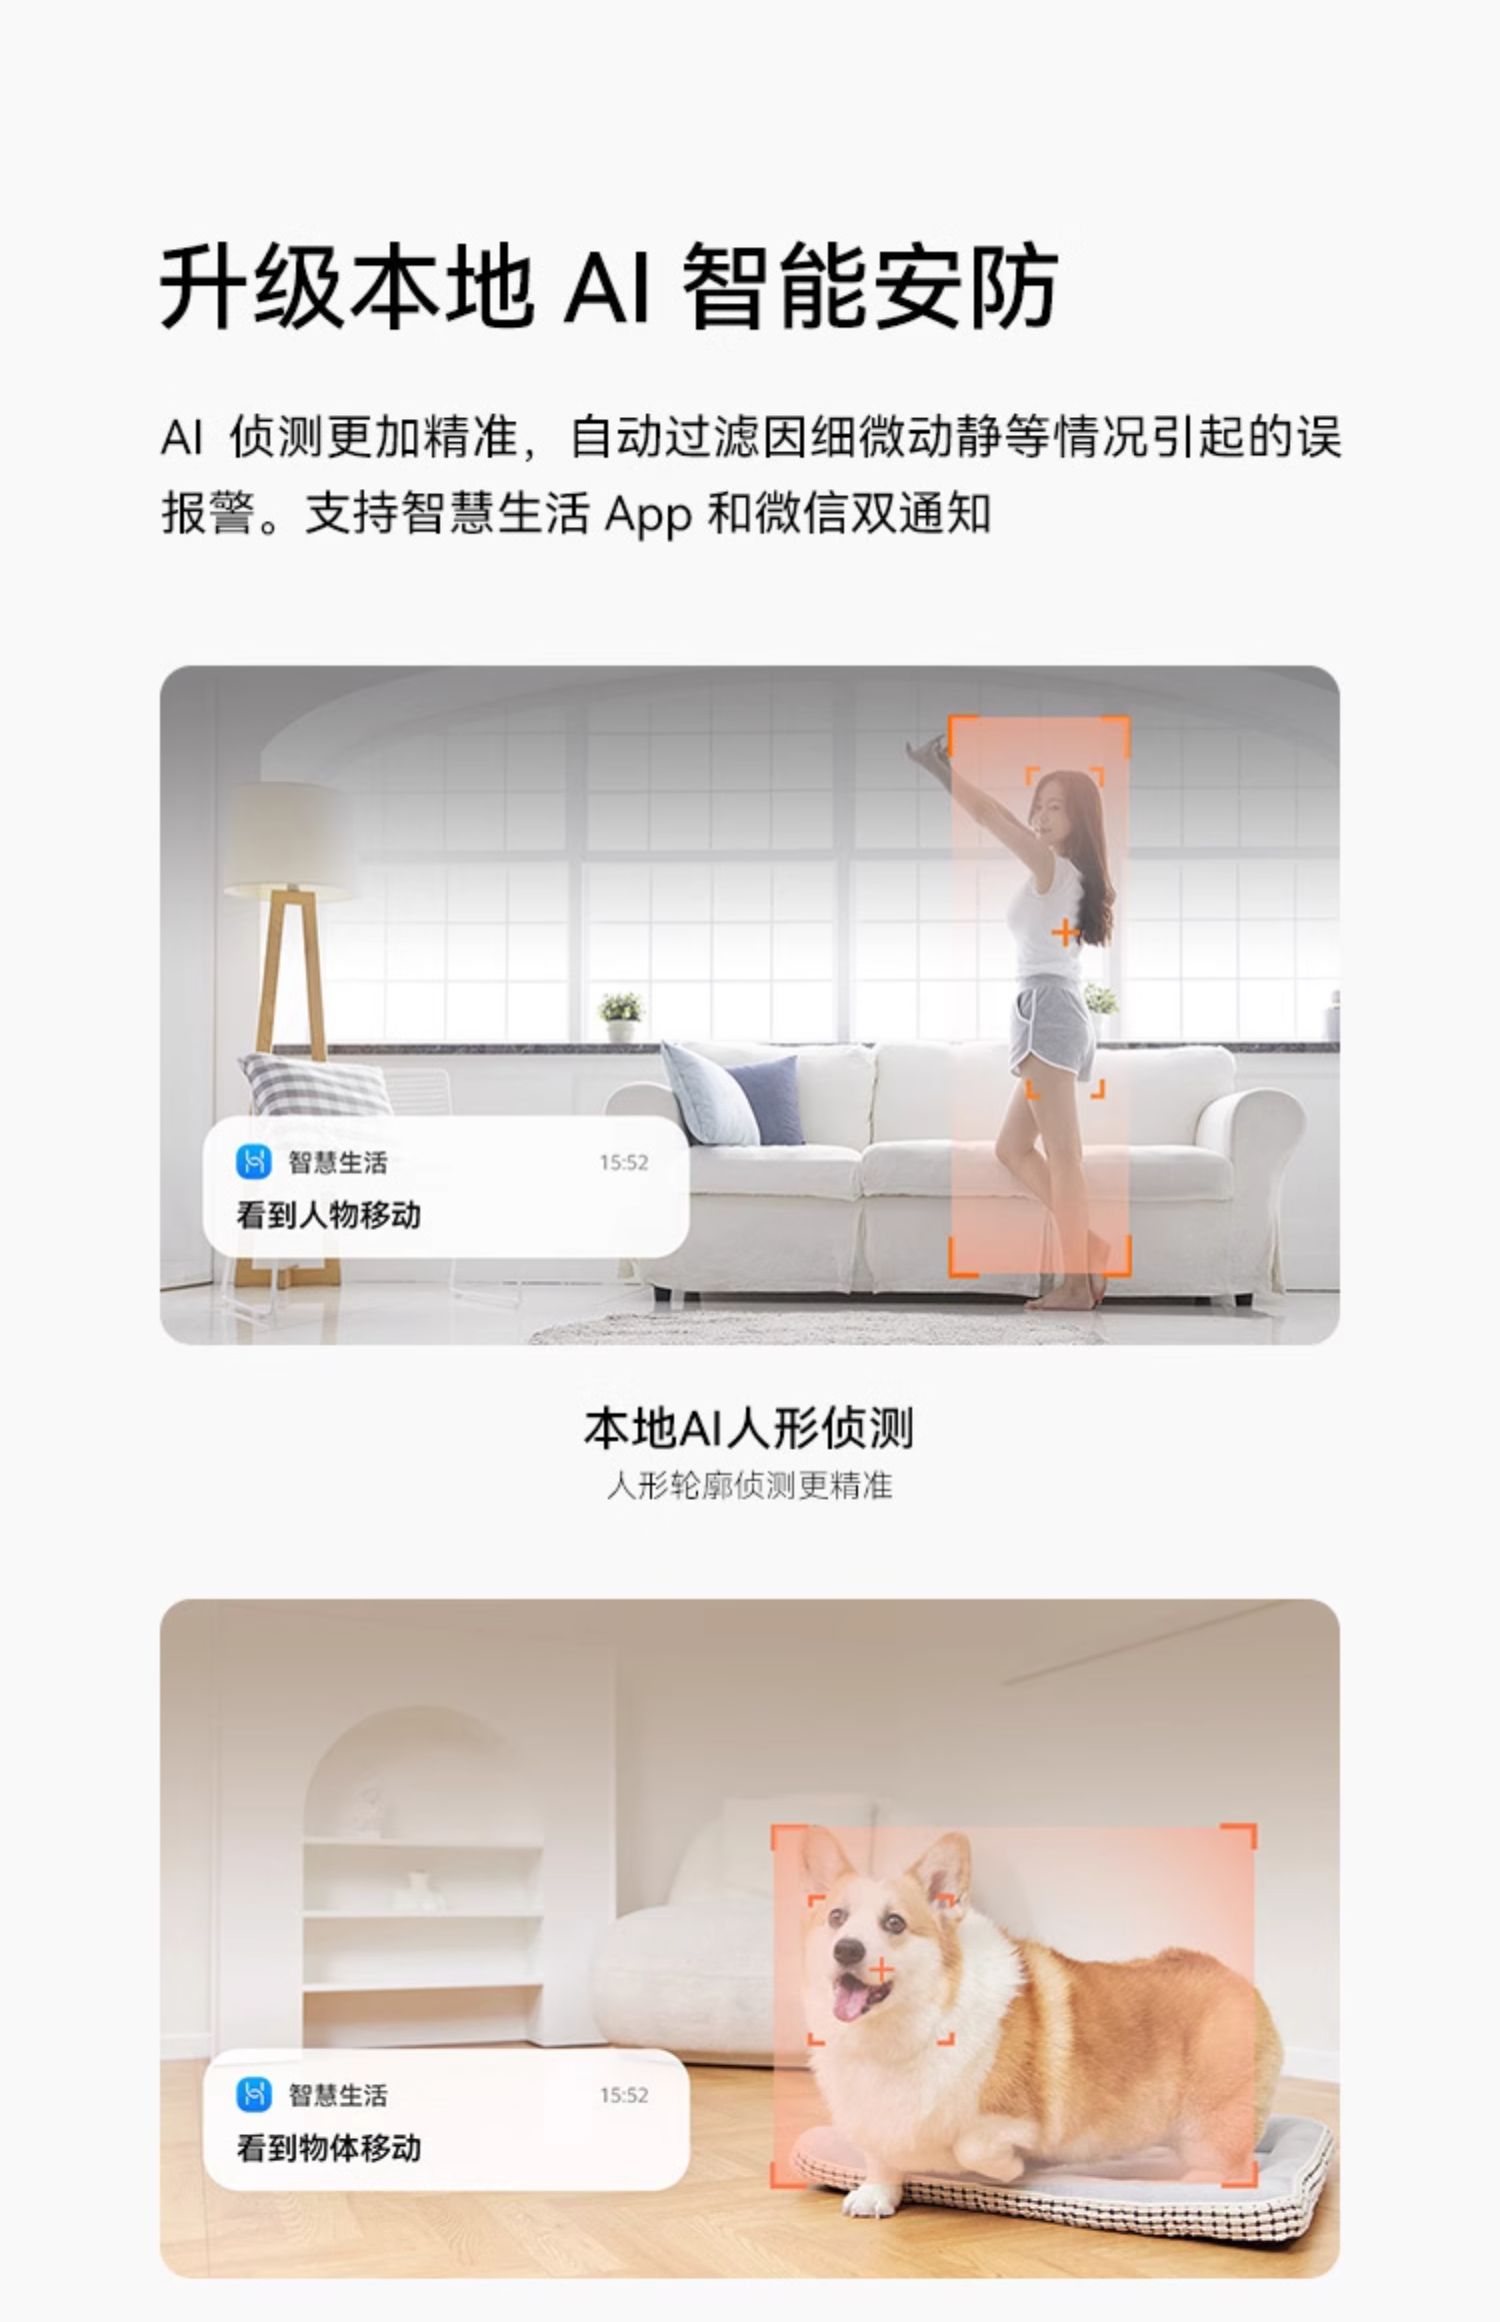 升级本地 AI 智能安防
AI 侦测更加精准，自动过滤因细微动静等情况引起的误
报警。支持智慧生活 App 和微信双通知
智慧生活 15:52
看到人物移动
本地AI人形侦测
人形轮廓侦测更精准
智慧生活 15:52
看到物体移动